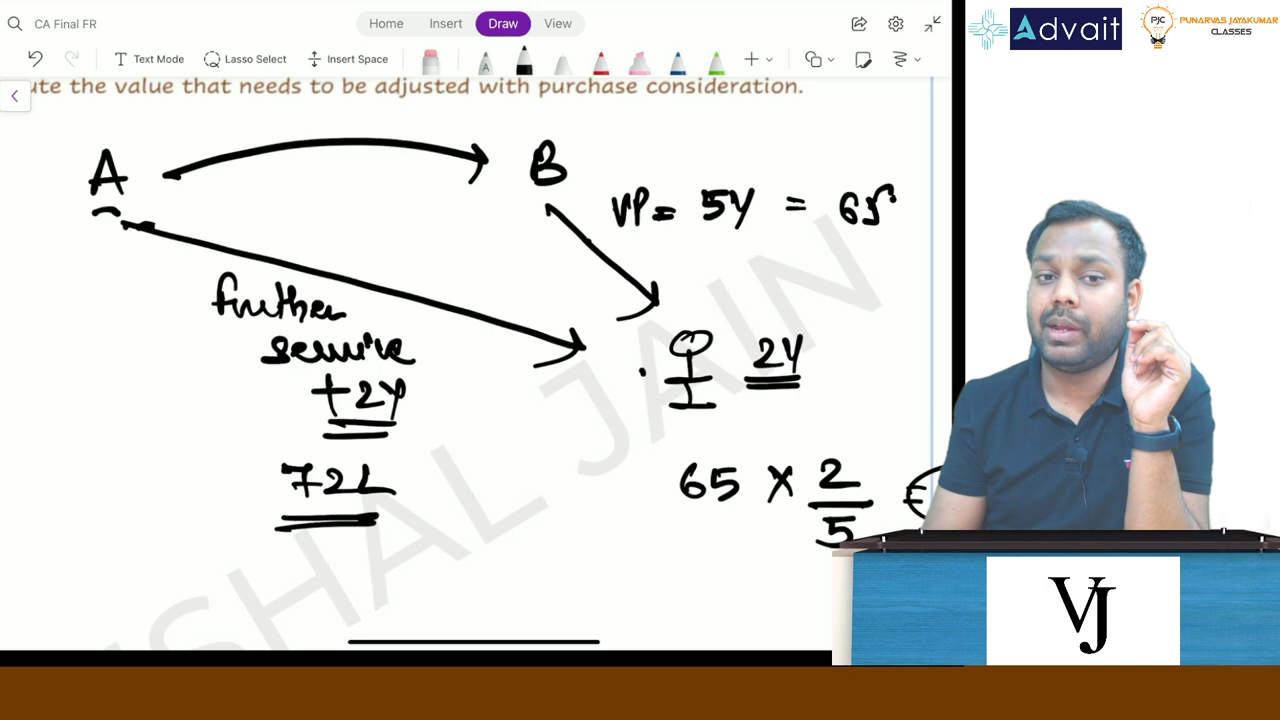 CA Final FR
Home Insert Draw View
Advait
PJC
PUNARVAS JAYAKUMAR
CLASSES
Text Mode
Lasso Select
Insert Space
ute the value that needs to be adjusted with purchase consideration.
A
B
VP = 5Y = 65
further
service
+2Y
2Y
72L
65 × 2/5
VISHAL JAIN
VJ